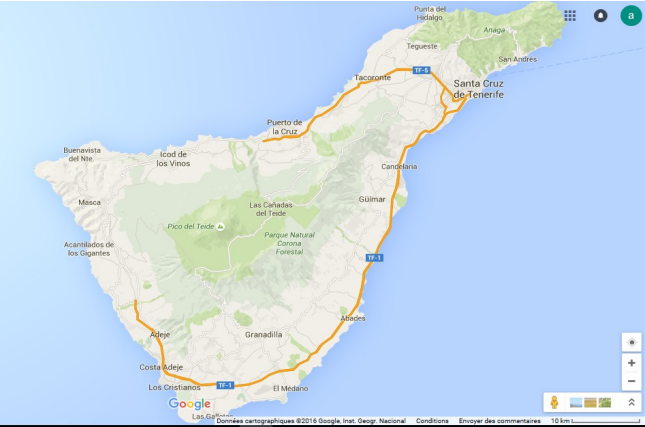 Punta del
Hidalgo
Anaga
a
Tegueste
San Andres
TF-5
Tacoronte
Santa Cruz
de Tenerife
Puerto de
la Cruz
Buenavista
del Nte.
Icod de
los Vinos
Candelaria
Masca
Güímar
Las Cañadas
del Teide
Pico del Teide
Parque Natural
Corona
Forestal
Acantilados de
los Gigantes
TF-1
Abades
Adeje
Granadilla
Costa Adeje
Los Cristianos
TF-1
El Médano
Google
Las Galletas
Données cartographiques ©2016 Google, Inst. Geogr. Nacional Conditions Envoyer des commentaires 10 km